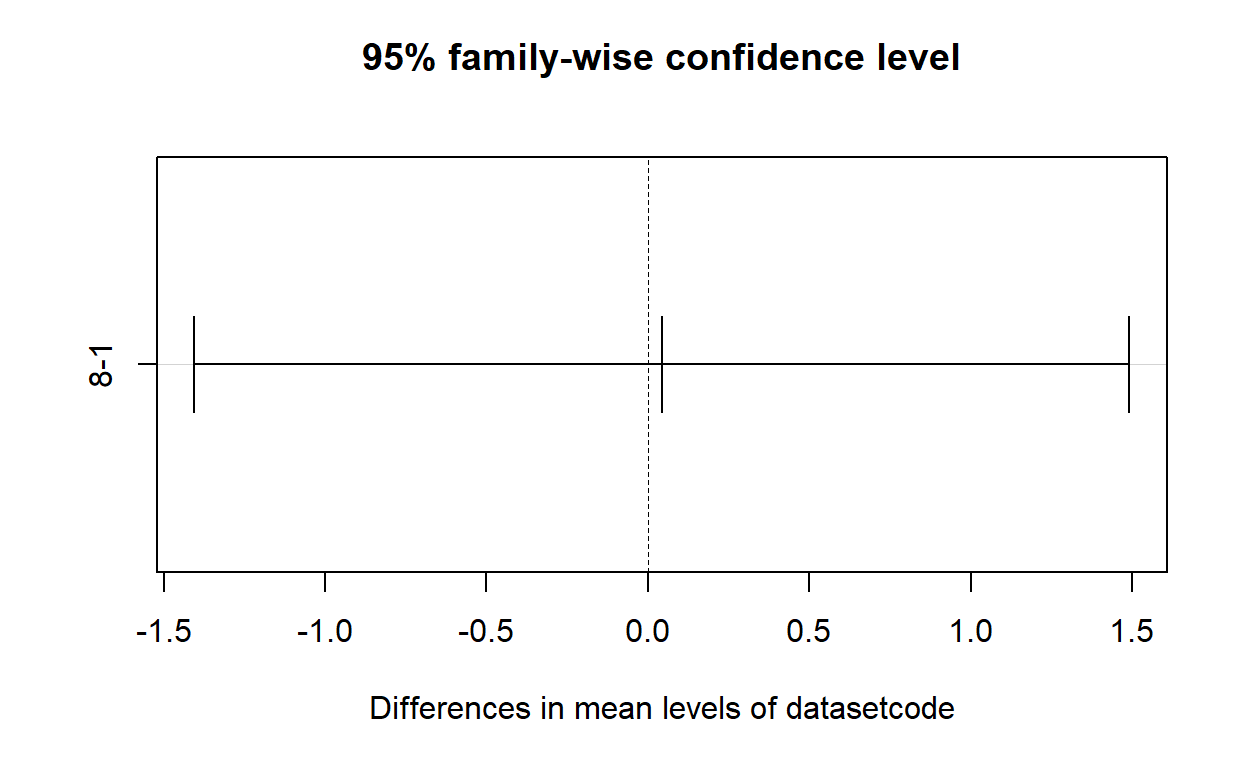 95% family-wise confidence level
8-1
-1.5 -1.0 -0.5 0.0 0.5 1.0 1.5
Differences in mean levels of datasetcode